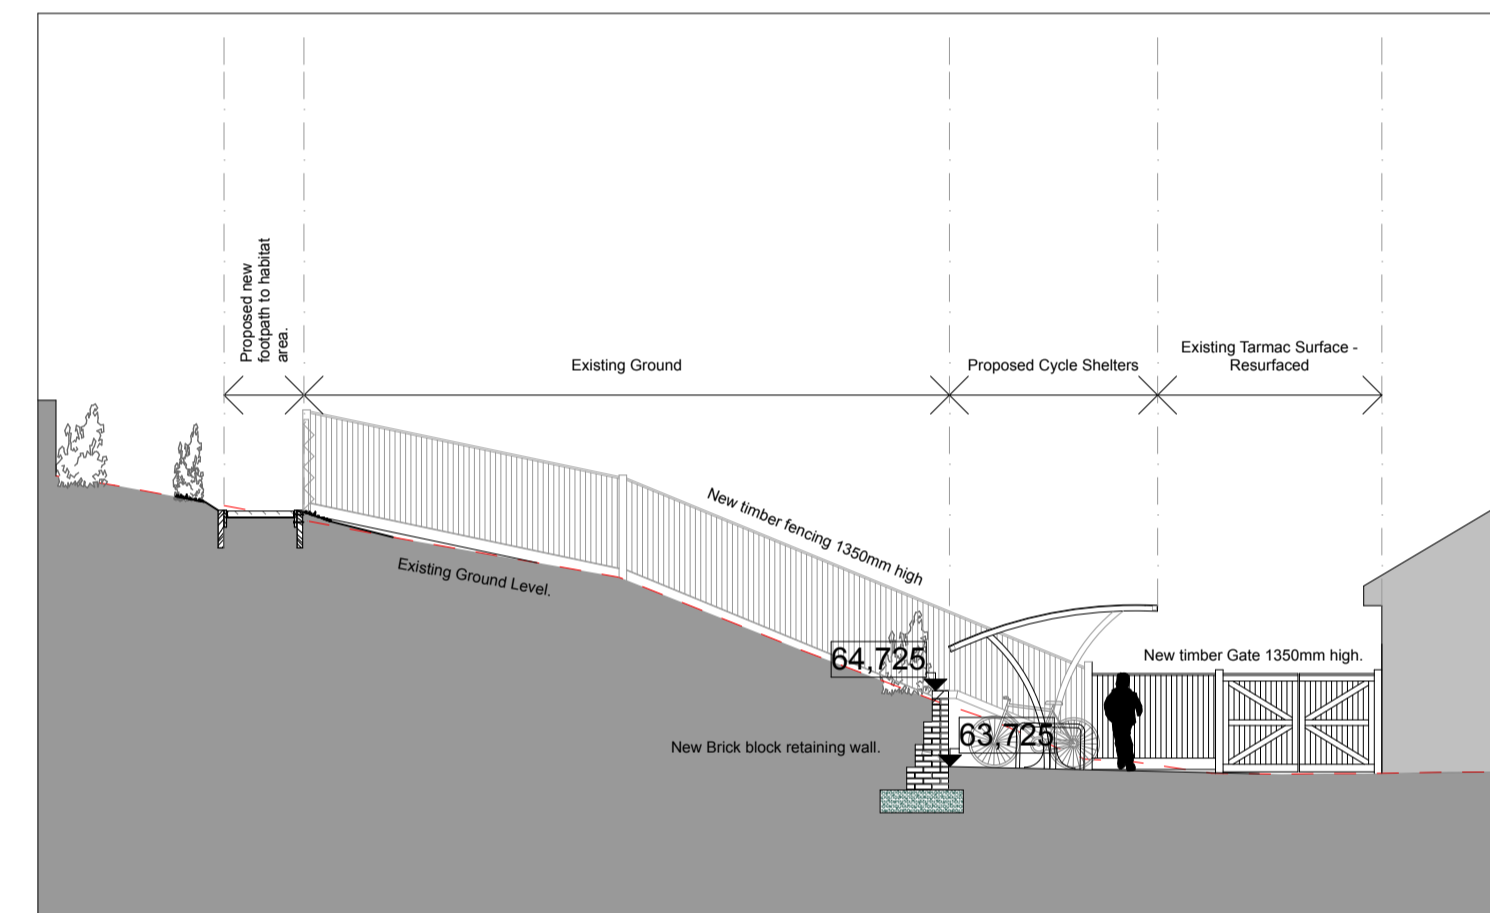 Proposed new
footpath to habitat
area.
Existing Ground
Proposed Cycle Shelters
Existing Tarmac Surface -
Resurfaced
New timber fencing 1350mm high
Existing Ground Level.
64,725
New timber Gate 1350mm high.
New Brick block retaining wall.
63,725